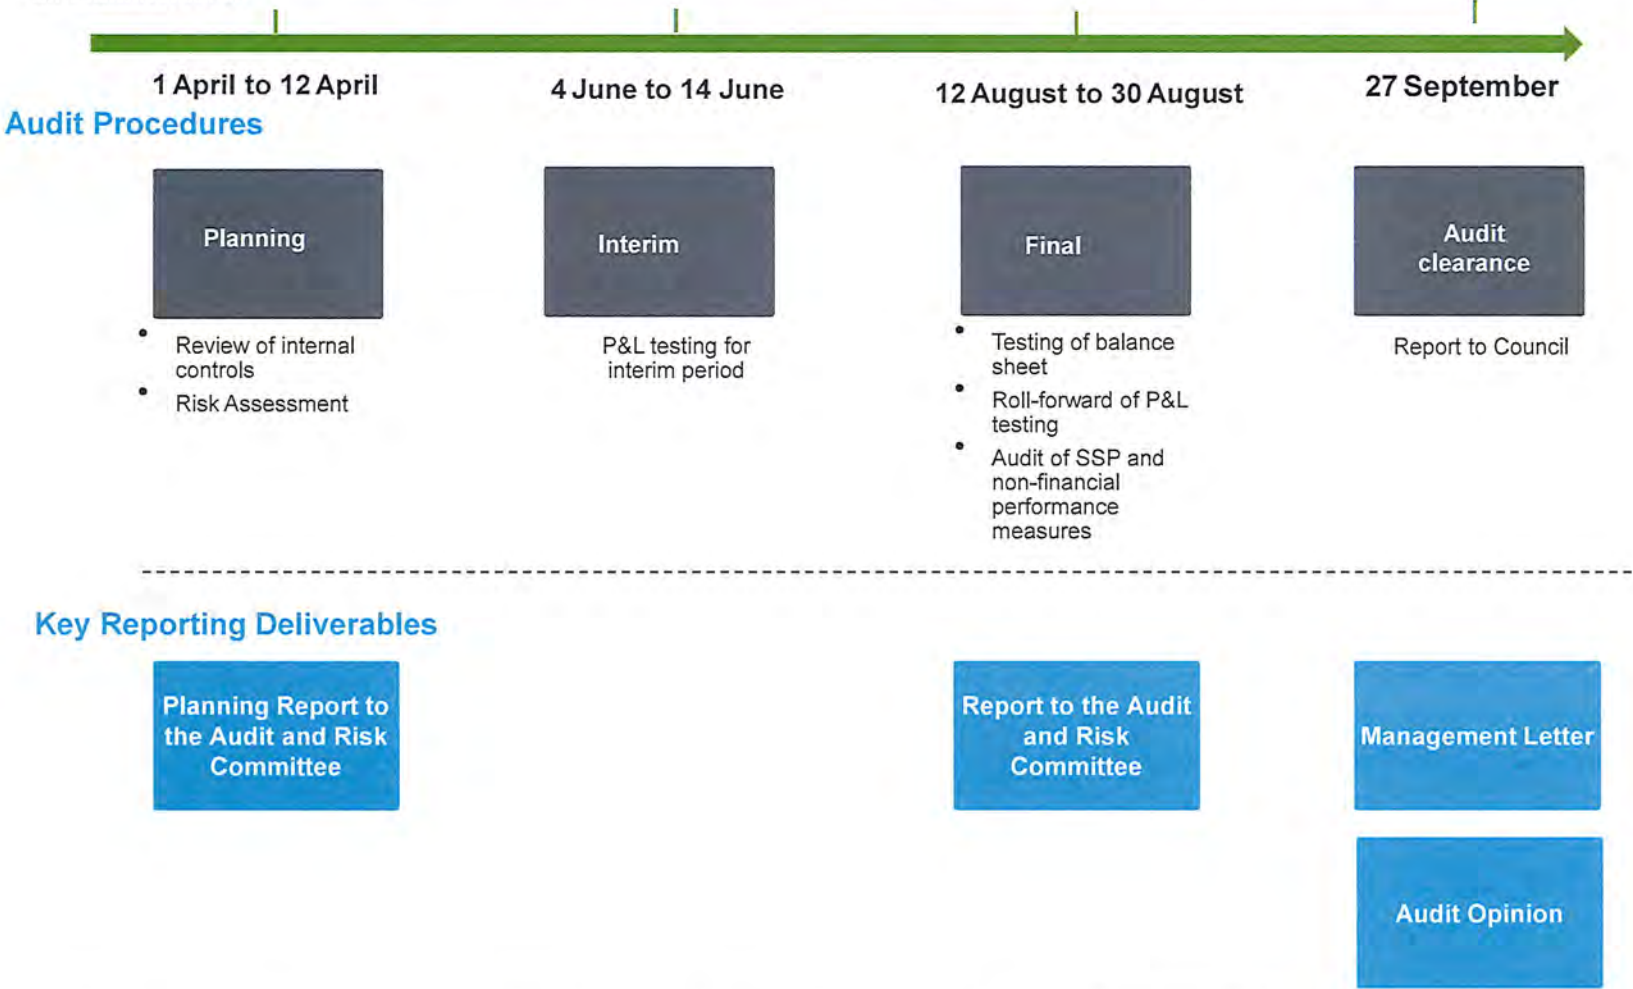 1 April to 12 April
4 June to 14 June
12 August to 30 August
27 September
Audit Procedures
Planning
Interim
Final
Audit
clearance
• Review of internal
controls
• Risk Assessment
P&L testing for
interim period
• Testing of balance
sheet
• Roll-forward of P&L
testing
• Audit of SSP and
non-financial
performance
measures
Report to Council
Key Reporting Deliverables
Planning Report to
the Audit and Risk
Committee
Report to the Audit
and Risk
Committee
Management Letter
Audit Opinion